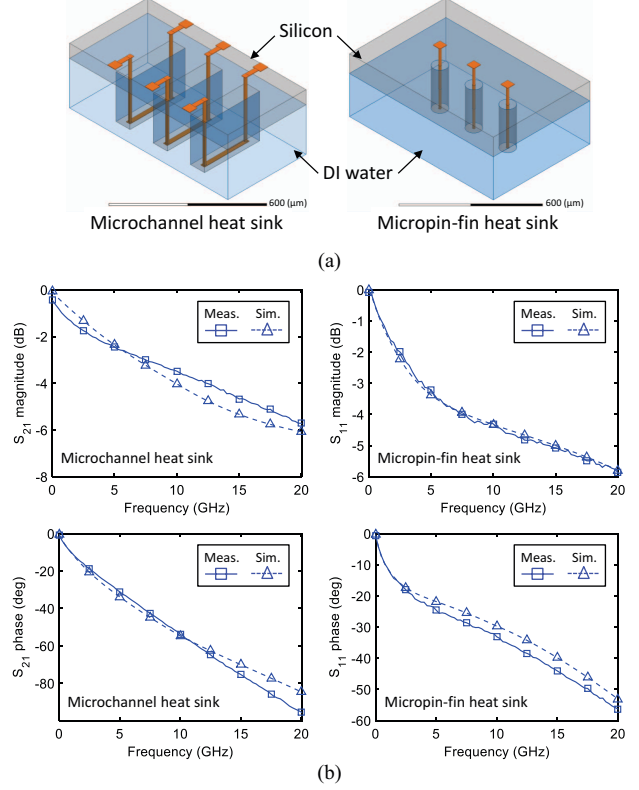 Silicon
DI water
600 (μm)
600 (μm)
Microchannel heat sink
Micropin-fin heat sink
(a)
0
-2
-4
-6
-8
S21 magnitude (dB)
Meas. Sim.
Microchannel heat sink
0 5 10 15 20
Frequency (GHz)
0
-1
-2
-3
-4
-5
-6
S11 magnitude (dB)
Meas. Sim.
Micropin-fin heat sink
0 5 10 15 20
Frequency (GHz)
0
-20
-40
-60
-80
S21 phase (deg)
Meas. Sim.
Microchannel heat sink
0 5 10 15 20
Frequency (GHz)
0
-10
-20
-30
-40
-50
-60
S11 phase (deg)
Meas. Sim.
Micropin-fin heat sink
0 5 10 15 20
Frequency (GHz)
(b)